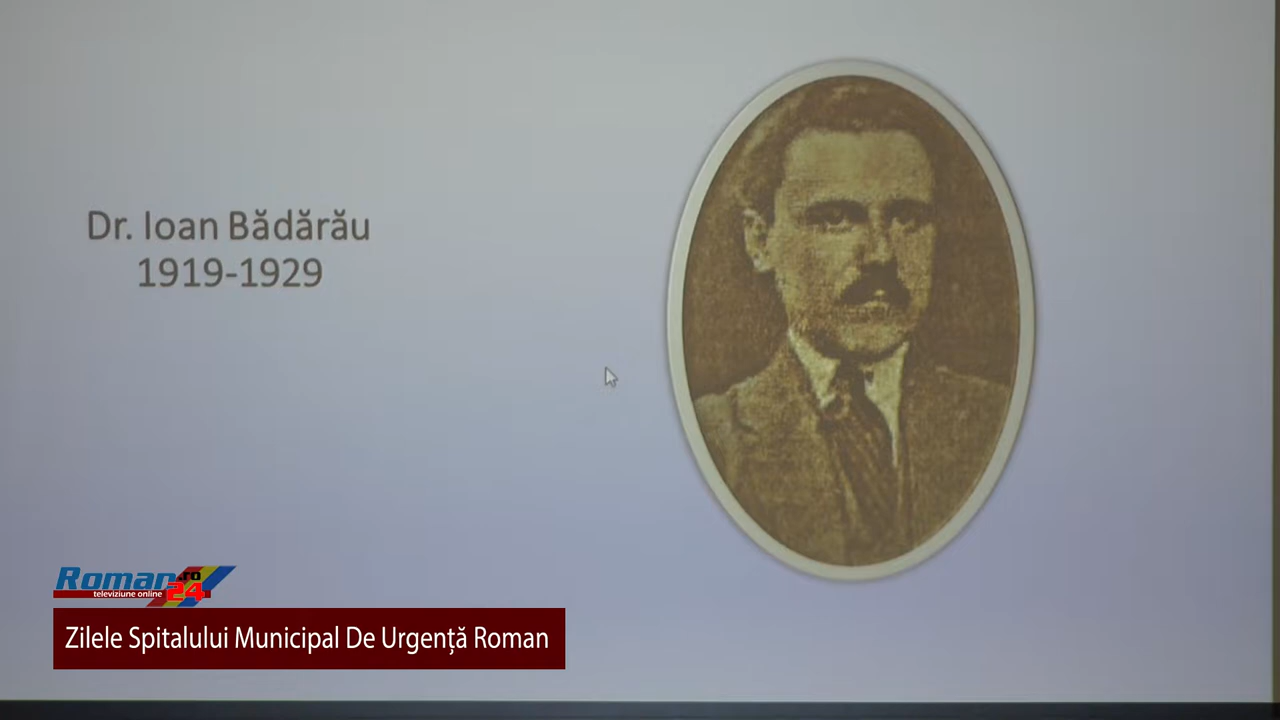 Dr. Ioan Bădărău
1919-1929
Roman
.ro
24
televiziune online
Zilele Spitalului Municipal De Urgență Roman